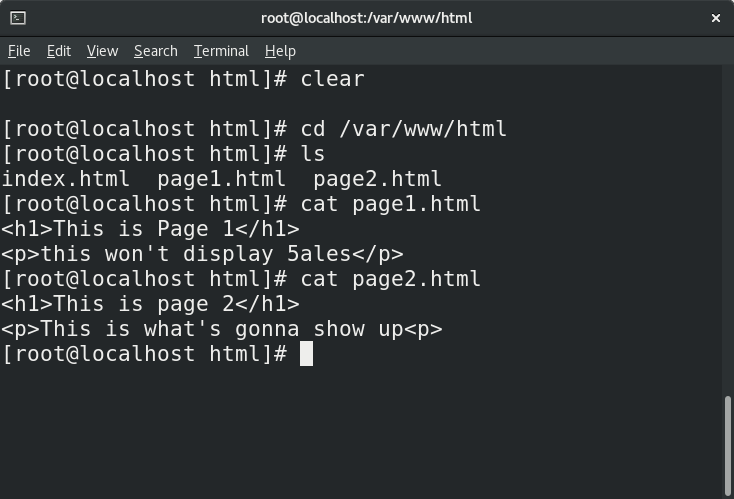 root@localhost:/var/www/html
File Edit View Search Terminal Help
[root@localhost html]# clear
[root@localhost html]# cd /var/www/html
[root@localhost html]# ls
index.html  page1.html  page2.html
[root@localhost html]# cat page1.html
<h1>This is Page 1</h1>
<p>this won't display 5ales</p>
[root@localhost html]# cat page2.html
<h1>This is page 2</h1>
<p>This is what's gonna show up<p>
[root@localhost html]#